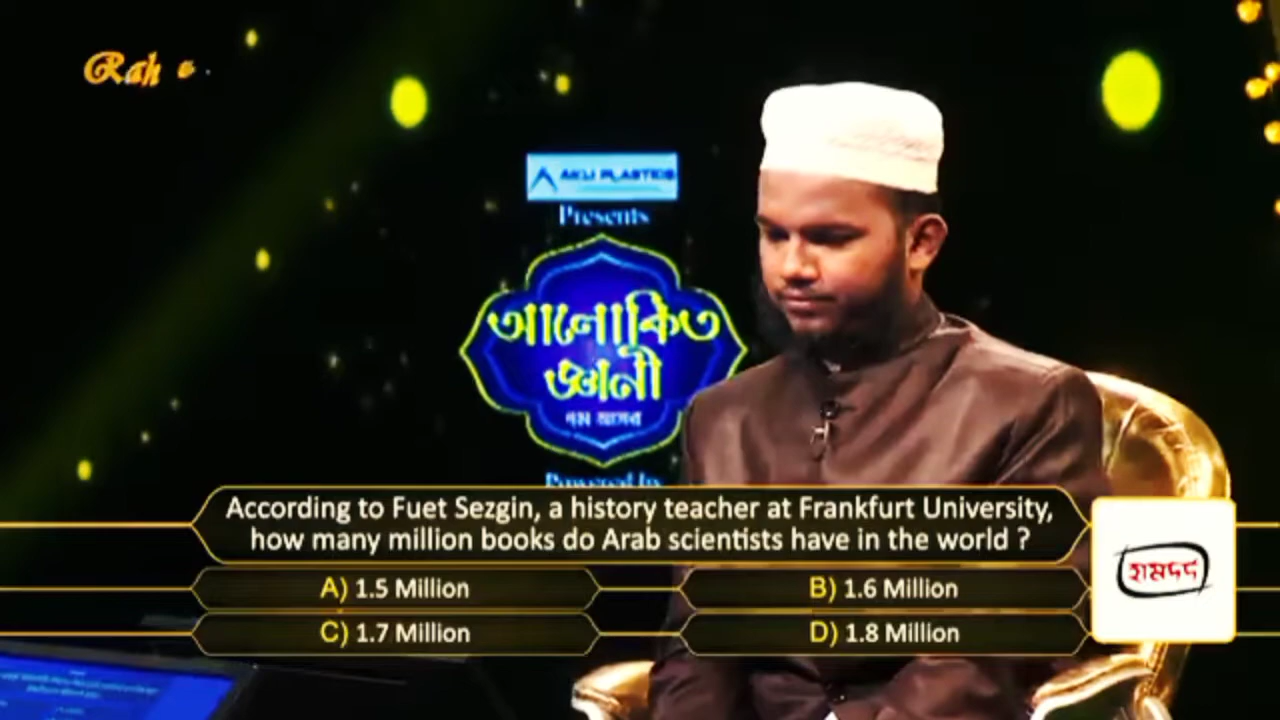 Rah
AKIJ PLASTICS
Presents
আলোকিত
জ্ঞানী
Powered by
According to Fuet Sezgin, a history teacher at Frankfurt University,
how many million books do Arab scientists have in the world ?
A) 1.5 Million
B) 1.6 Million
C) 1.7 Million
D) 1.8 Million
হামদর্দ